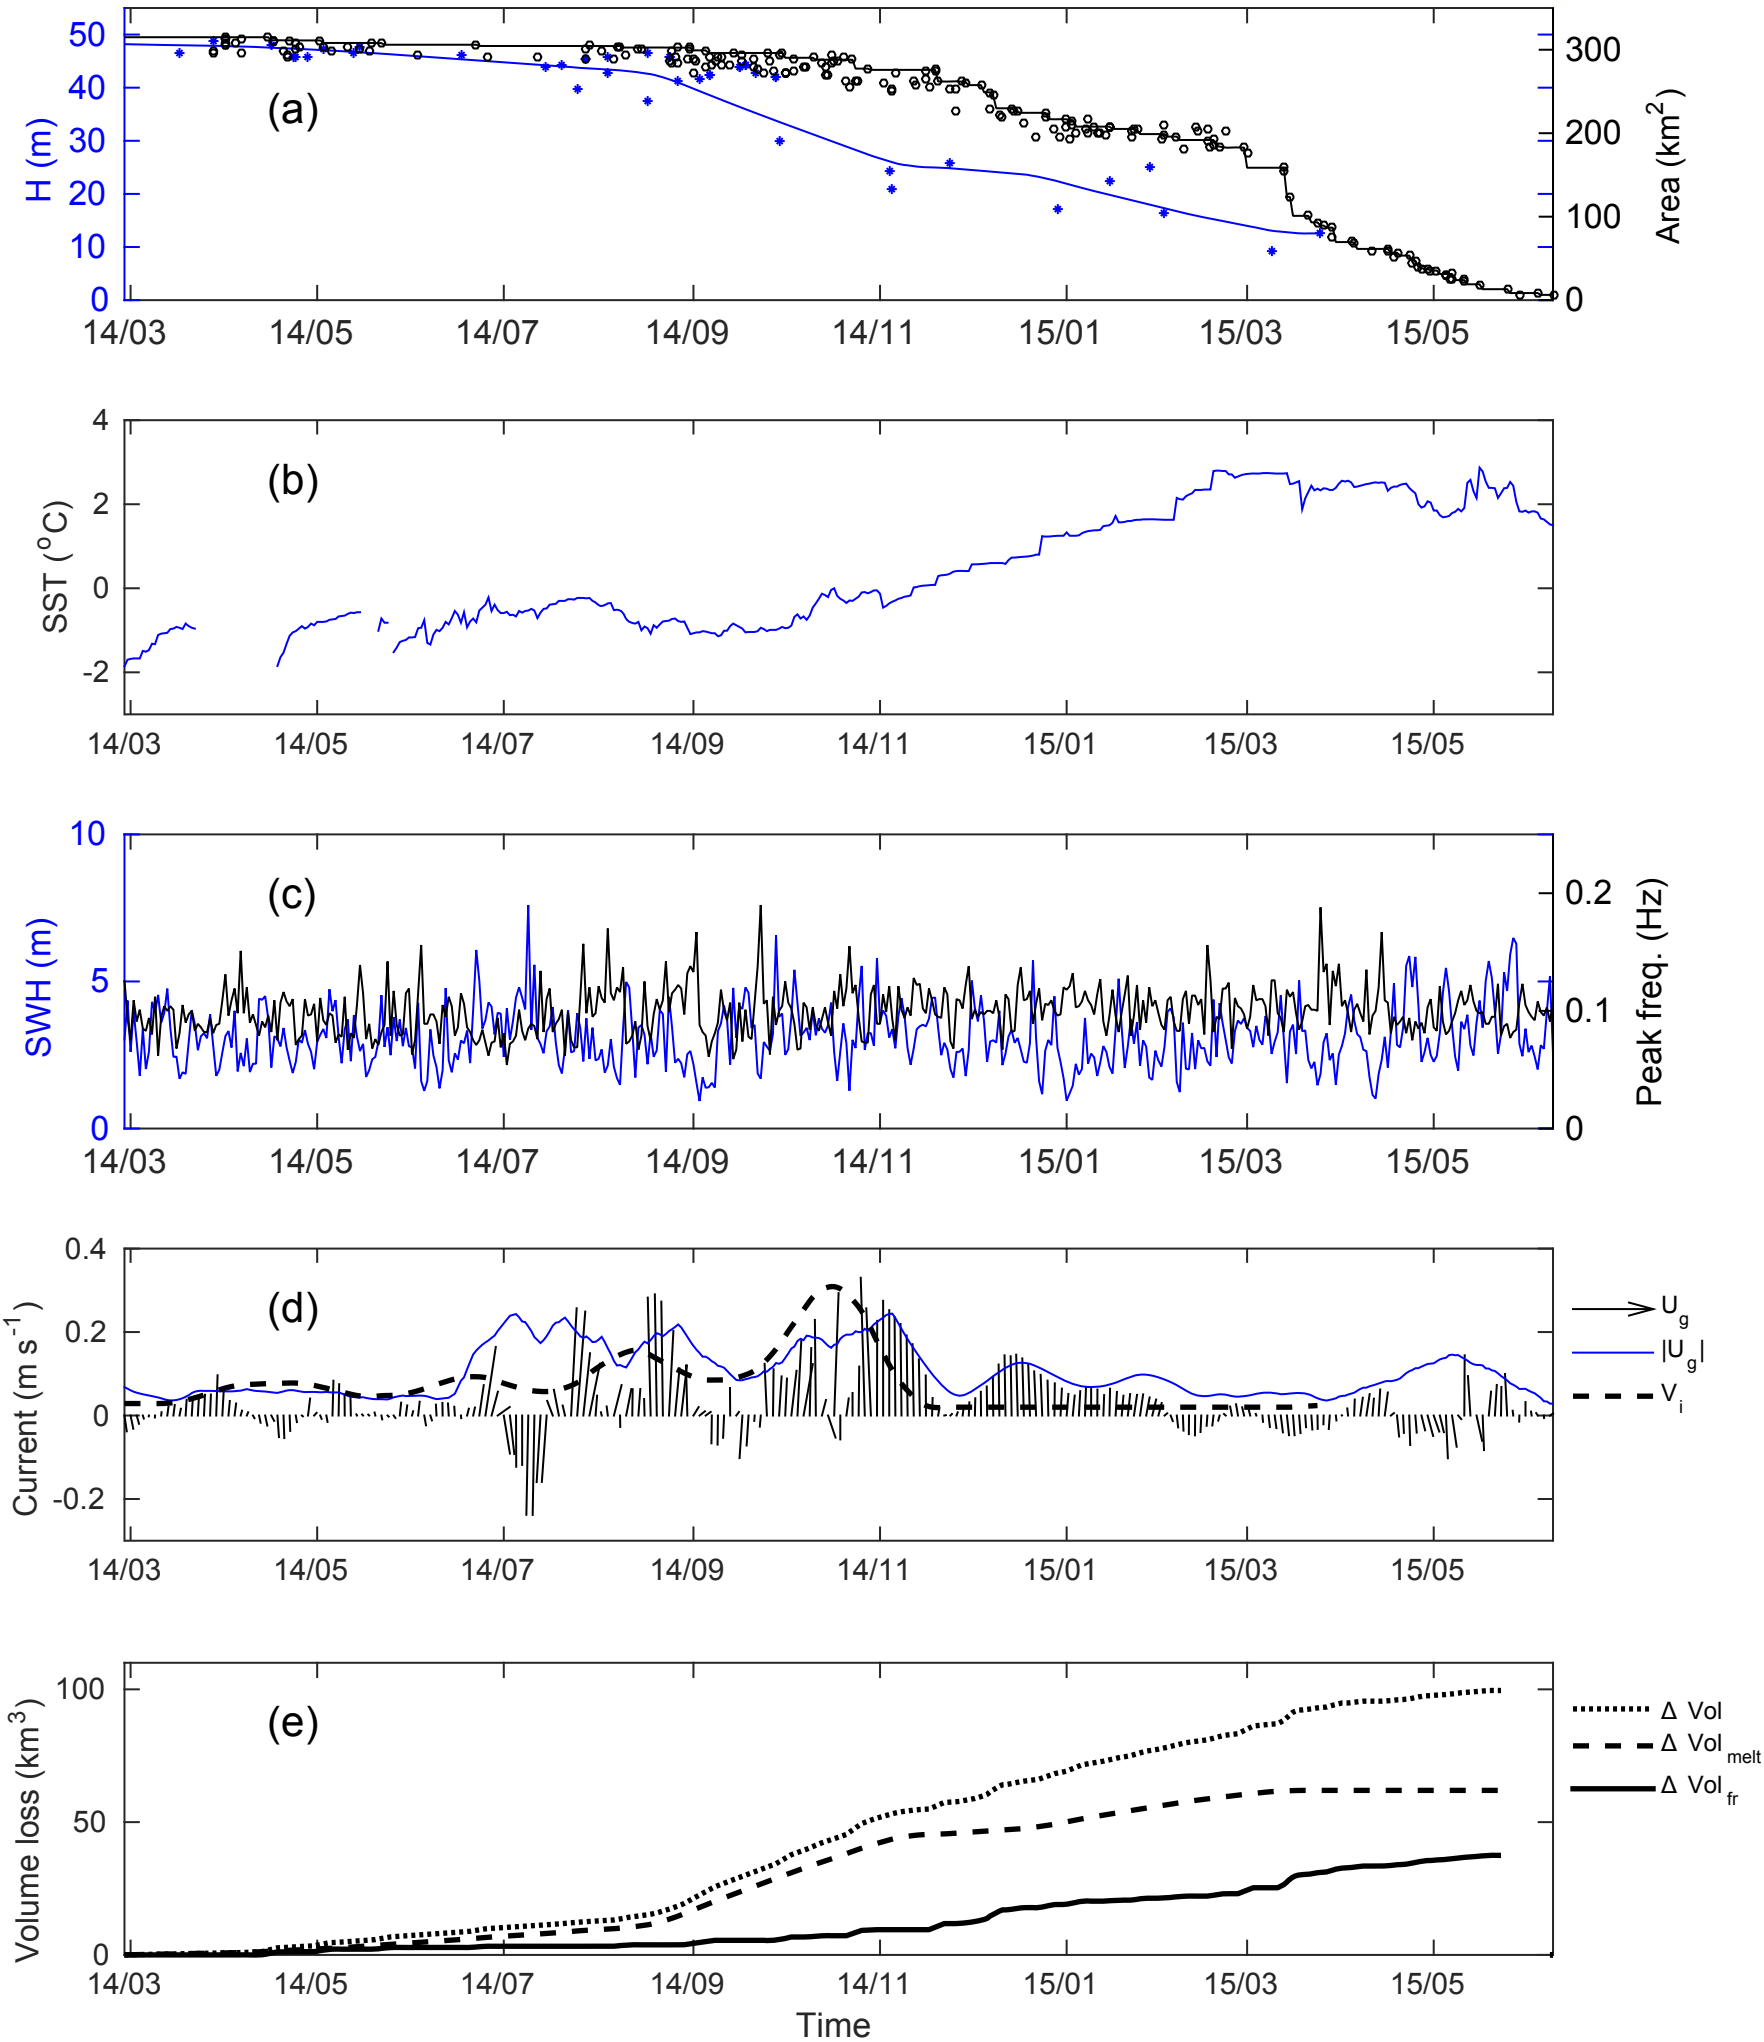 50
40
30
20
10
0
H (m)
(a)
300
200
100
0
Area (km²)
14/03 14/05 14/07 14/09 14/11 15/01 15/03 15/05
4
2
0
-2
SST (°C)
(b)
14/03 14/05 14/07 14/09 14/11 15/01 15/03 15/05
10
5
0
SWH (m)
(c)
0.2
0.1
0
Peak freq. (Hz)
14/03 14/05 14/07 14/09 14/11 15/01 15/03 15/05
0.4
0.2
0
-0.2
Current (m s⁻¹)
(d)
U_g
|U_g|
V_i
14/03 14/05 14/07 14/09 14/11 15/01 15/03 15/05
100
50
0
Volume loss (km³)
(e)
Δ Vol
Δ Vol_melt
Δ Vol_fr
14/03 14/05 14/07 14/09 14/11 15/01 15/03 15/05
Time